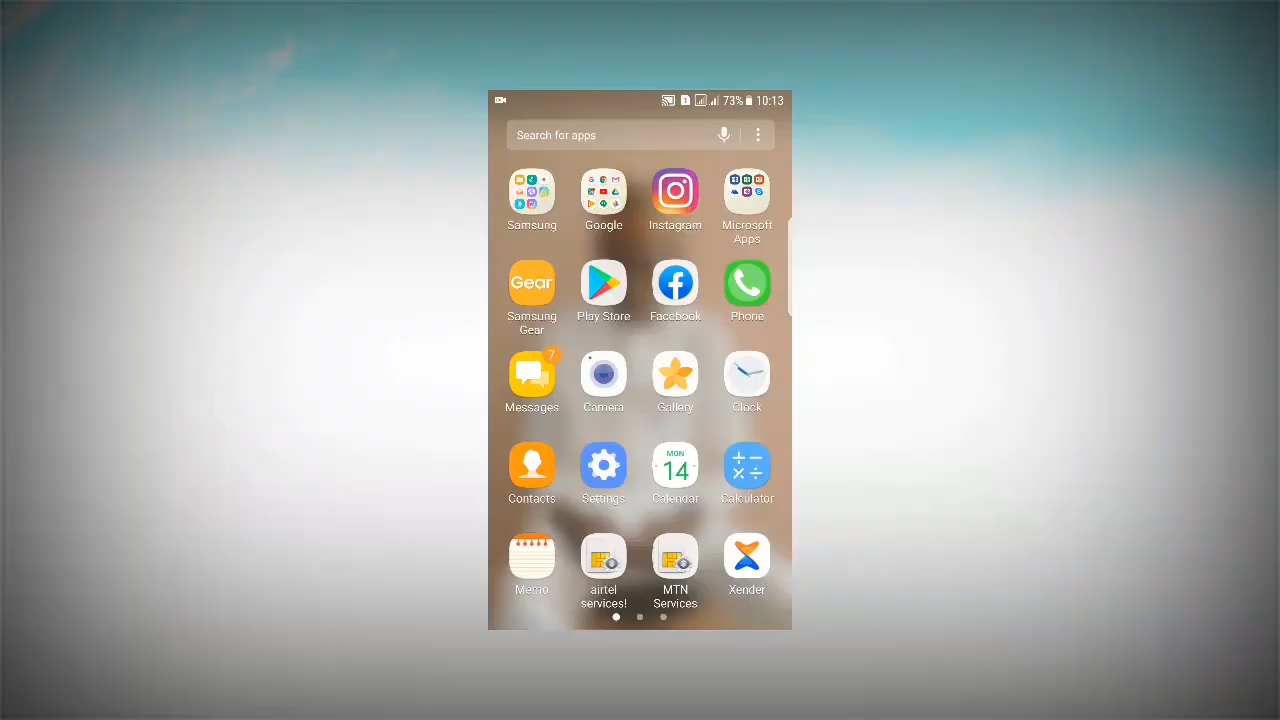 73% 10:13
Search for apps
Samsung
Google
Instagram
Microsoft
Apps
Gear
Samsung
Gear
Play Store
Facebook
Phone
7
Messages
Camera
Gallery
Clock
MON
14
Contacts
Settings
Calendar
Calculator
Memo
airtel
services!
MTN
Services
Xender